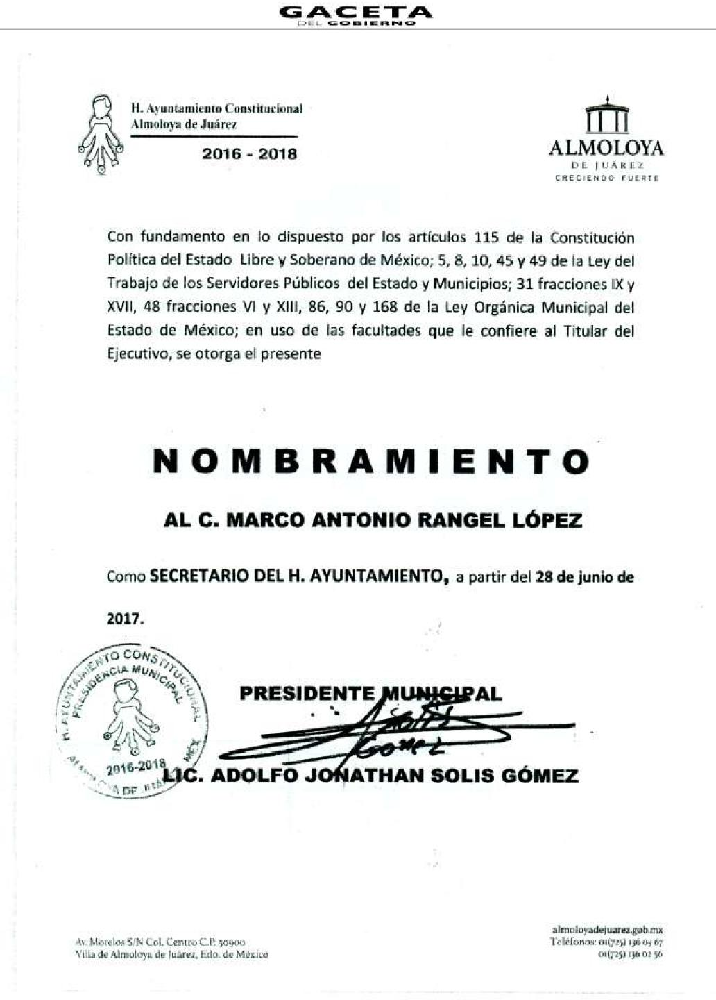 GACETA
DEL GOBIERNO
H. Ayuntamiento Constitucional
Almoloya de Juárez
2016 - 2018
ALMOLOYA
DE JUÁREZ
CRECIENDO FUERTE
Con fundamento en lo dispuesto por los artículos 115 de la Constitución
Política del Estado Libre y Soberano de México; 5, 8, 10, 45 y 49 de la Ley del
Trabajo de los Servidores Públicos del Estado y Municipios; 31 fracciones IX y
XVII, 48 fracciones VI y XIII, 86, 90 y 168 de la Ley Orgánica Municipal del
Estado de México; en uso de las facultades que le confiere al Titular del
Ejecutivo, se otorga el presente
NOMBRAMIENTO
AL C. MARCO ANTONIO RANGEL LÓPEZ
Como SECRETARIO DEL H. AYUNTAMIENTO, a partir del 28 de junio de
2017.
H. AYUNTAMIENTO CONSTITUCIONAL
PRESIDENCIA MUNICIPAL
2016-2018
DE
MÉX
PRESIDENTE MUNICIPAL
Solis
Gomez
LIC. ADOLFO JONATHAN SOLIS GÓMEZ
Av. Morelos S/N Col. Centro C.P. 50900
Villa de Almoloya de Juárez, Edo. de México
almoloyadejuarez.gob.mx
Teléfonos: 01(725) 136 03 67
01(725) 136 02 56